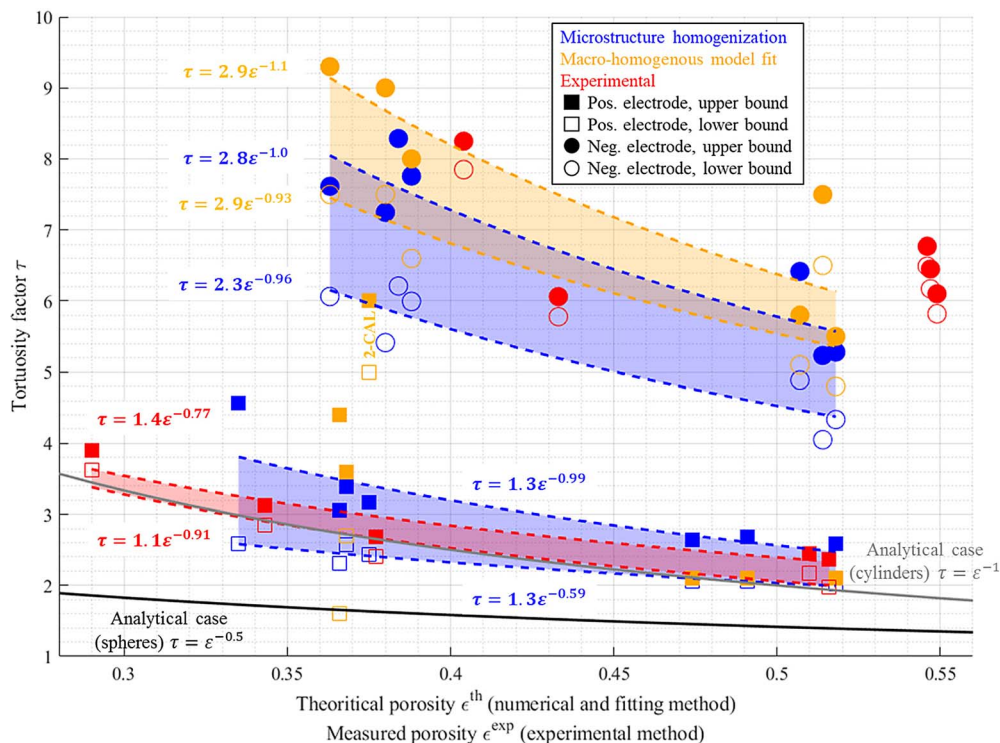 10
9
8
7
6
5
4
3
2
1
Tortuosity factor τ
Microstructure homogenization
Macro-homogenous model fit
Experimental
Pos. electrode, upper bound
Pos. electrode, lower bound
Neg. electrode, upper bound
Neg. electrode, lower bound
τ = 2.9ε^−1.1
τ = 2.8ε^−1.0
τ = 2.9ε^−0.93
τ = 2.3ε^−0.96
2-CAL
τ = 1.4ε^−0.77
τ = 1.3ε^−0.99
τ = 1.1ε^−0.91
τ = 1.3ε^−0.59
Analytical case
(cylinders) τ = ε^−1
Analytical case
(spheres) τ = ε^−0.5
0.3
0.35
0.4
0.45
0.5
0.55
Theoritical porosity ϵ^th (numerical and fitting method)
Measured porosity ϵ^exp (experimental method)